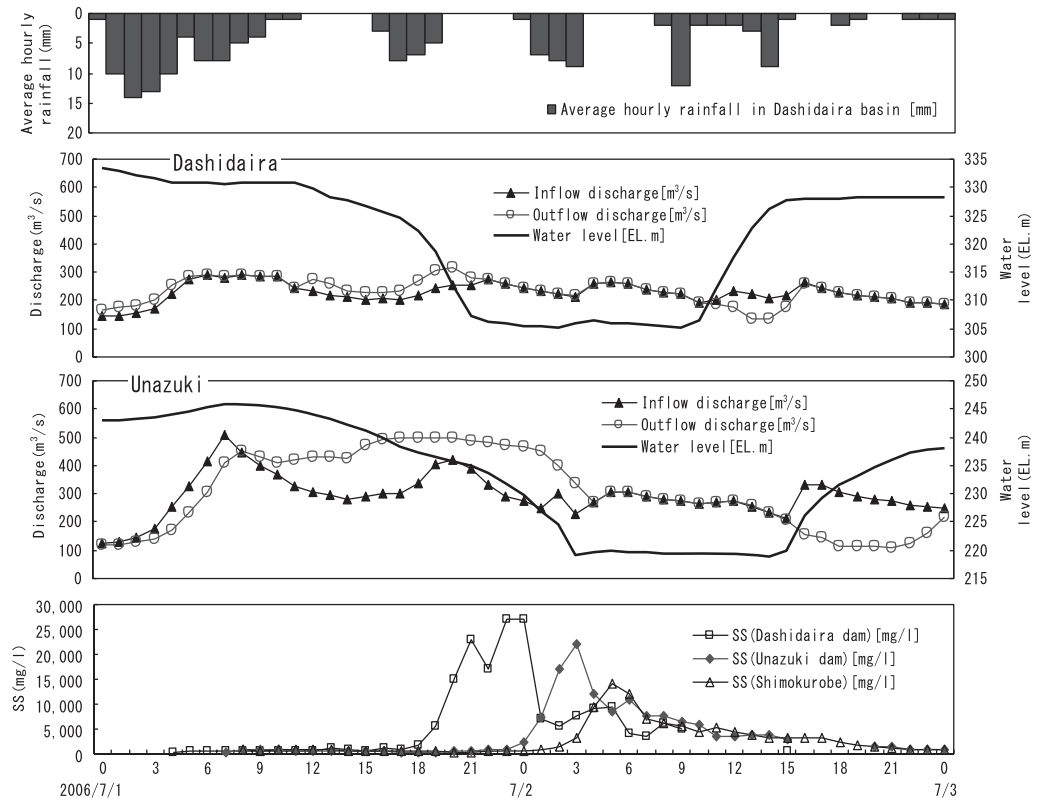 Average hourly
rainfall(mm)
0
5
10
15
20
Average hourly rainfall in Dashidaira basin [mm]
Dashidaira
Discharge(m³/s)
700
600
500
400
300
200
100
0
Inflow discharge[m³/s]
Outflow discharge[m³/s]
Water level[EL.m]
335
330
325
320
315
310
305
300
Water
level(EL.m)
Unazuki
Discharge(m³/s)
700
600
500
400
300
200
100
0
Inflow discharge[m³/s]
Outflow discharge[m³/s]
Water level[EL.m]
250
245
240
235
230
225
220
215
Water
level(EL.m)
SS(mg/l)
30,000
25,000
20,000
15,000
10,000
5,000
0
SS(Dashidaira dam)[mg/l]
SS(Unazuki dam)[mg/l]
SS(Shimokurobe)[mg/l]
0 3 6 9 12 15 18 21 0 3 6 9 12 15 18 21 0
2006/7/1 7/2 7/3